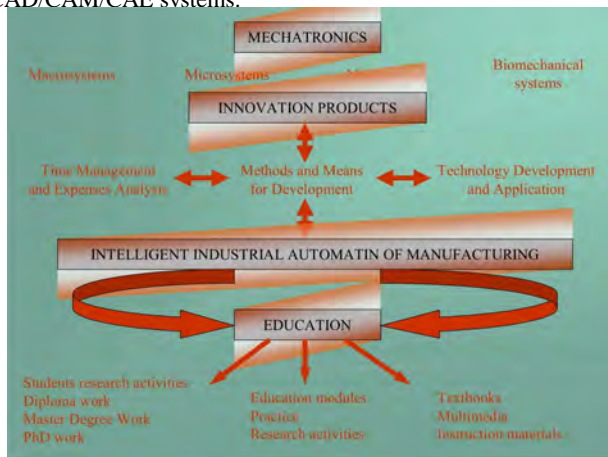 CAD/CAM/CAE systems.
MECHATRONICS
Macrosystems Microsystems Biomechanical
systems
INNOVATION PRODUCTS
Time Management
and Expenses Analysis
Methods and Means
for Development
Technology Development
and Application
INTELLIGENT INDUSTRIAL AUTOMATIN OF MANUFACTURING
EDUCATION
Students research activities
Diploma work
Master Degree Work
PhD work
Education modules
Practice
Research activities
Textbooks
Multimedia
Instruction materials